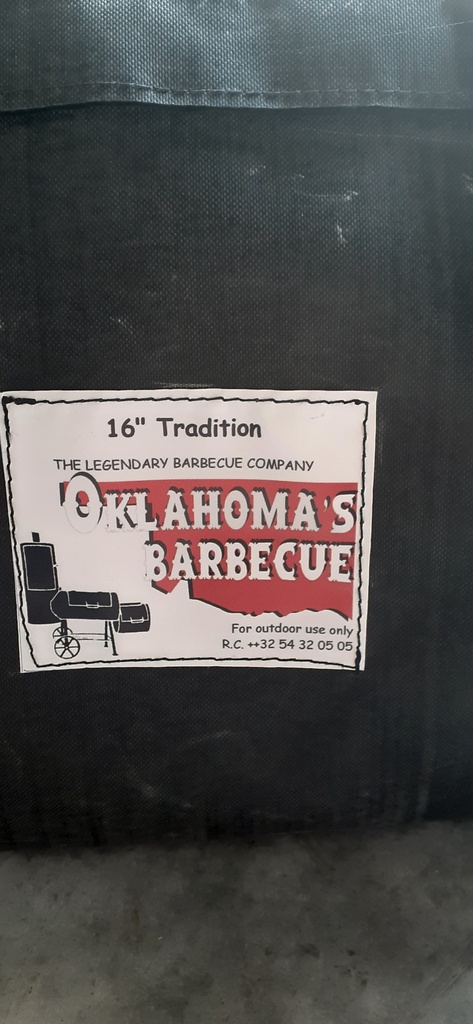 16" Tradition
THE LEGENDARY BARBECUE COMPANY
OKLAHOMA'S
BARBECUE
For outdoor use only
R.C. ++32 54 32 05 05